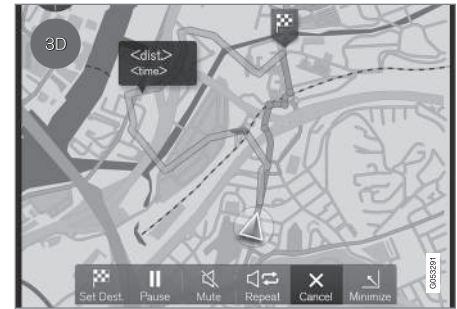 3D
<dist.>
<time>
Set Dest. Pause Mute Repeat Cancel Minimize
G053291